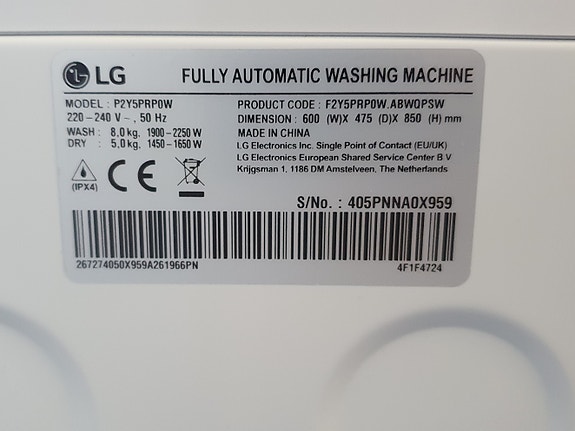 LG FULLY AUTOMATIC WASHING MACHINE
MODEL : P2Y5PRP0W PRODUCT CODE : F2Y5PRP0W.ABWQPSW
220-240 V~, 50 Hz DIMENSION : 600 (W)X 475 (D)X 850 (H) mm
WASH : 8,0 kg, 1900-2250 W MADE IN CHINA
DRY : 5,0 kg, 1450-1650 W LG Electronics Inc. Single Point of Contact (EU/UK)
LG Electronics European Shared Service Center B.V
Krijgsman 1, 1186 DM Amstelveen, The Netherlands
(IPX4) CE
S/No. : 405PNNA0X959
267274050X959A261966PN 4F1F4724